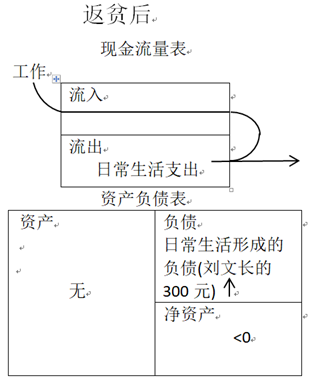 返贫后
现金流量表
工作
流入
流出
日常生活支出
资产负债表
资产
无
负债
日常生活形成的
负债(刘文长的
300 元)
净资产
<0